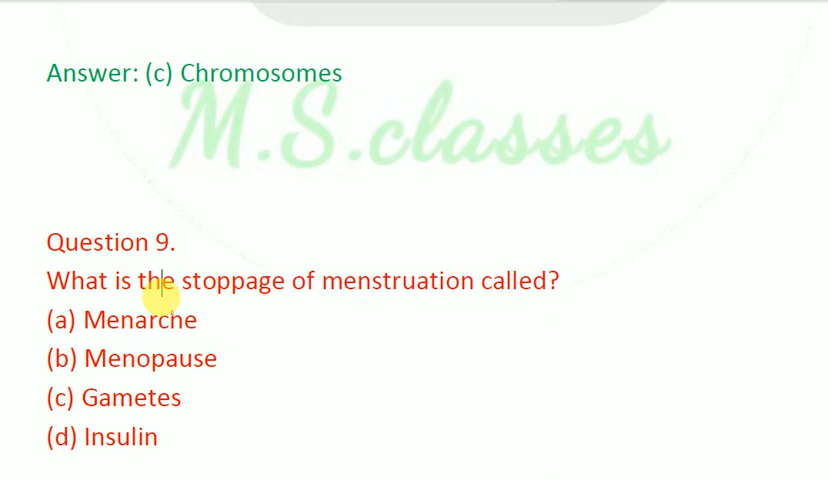 Answer: (c) Chromosomes
M.S.classes
Question 9.
What is the stoppage of menstruation called?
(a) Menarche
(b) Menopause
(c) Gametes
(d) Insulin